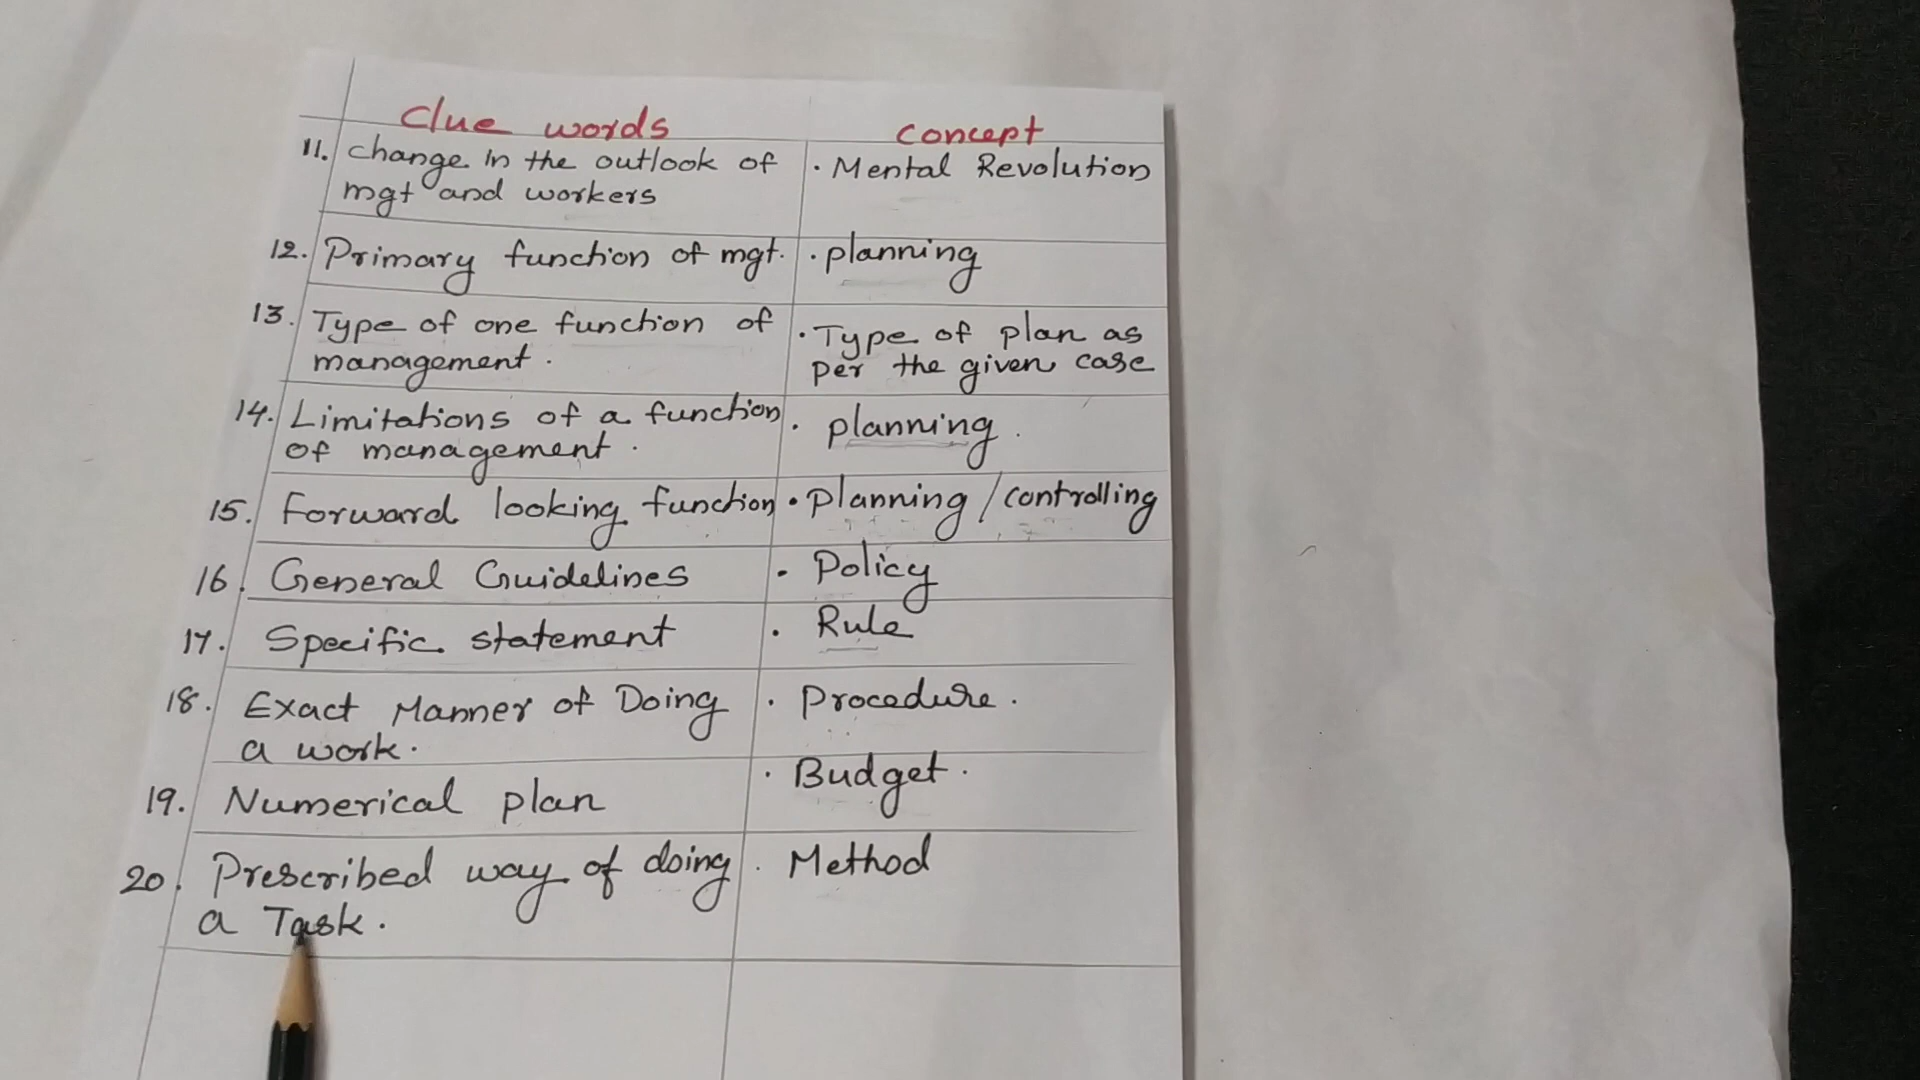 Clue words concept
11. change in the outlook of · Mental Revolution
mgt and workers
12. Primary function of mgt. · planning
13. Type of one function of · Type of plan as
management. per the given case
14. Limitations of a function · planning.
of management.
15. Forward looking function · Planning / controlling
16. General Guidelines · Policy
17. Specific statement · Rule
18. Exact Manner of Doing · Procedure.
a work.
19. Numerical plan · Budget.
20. Prescribed way of doing · Method
a Task.